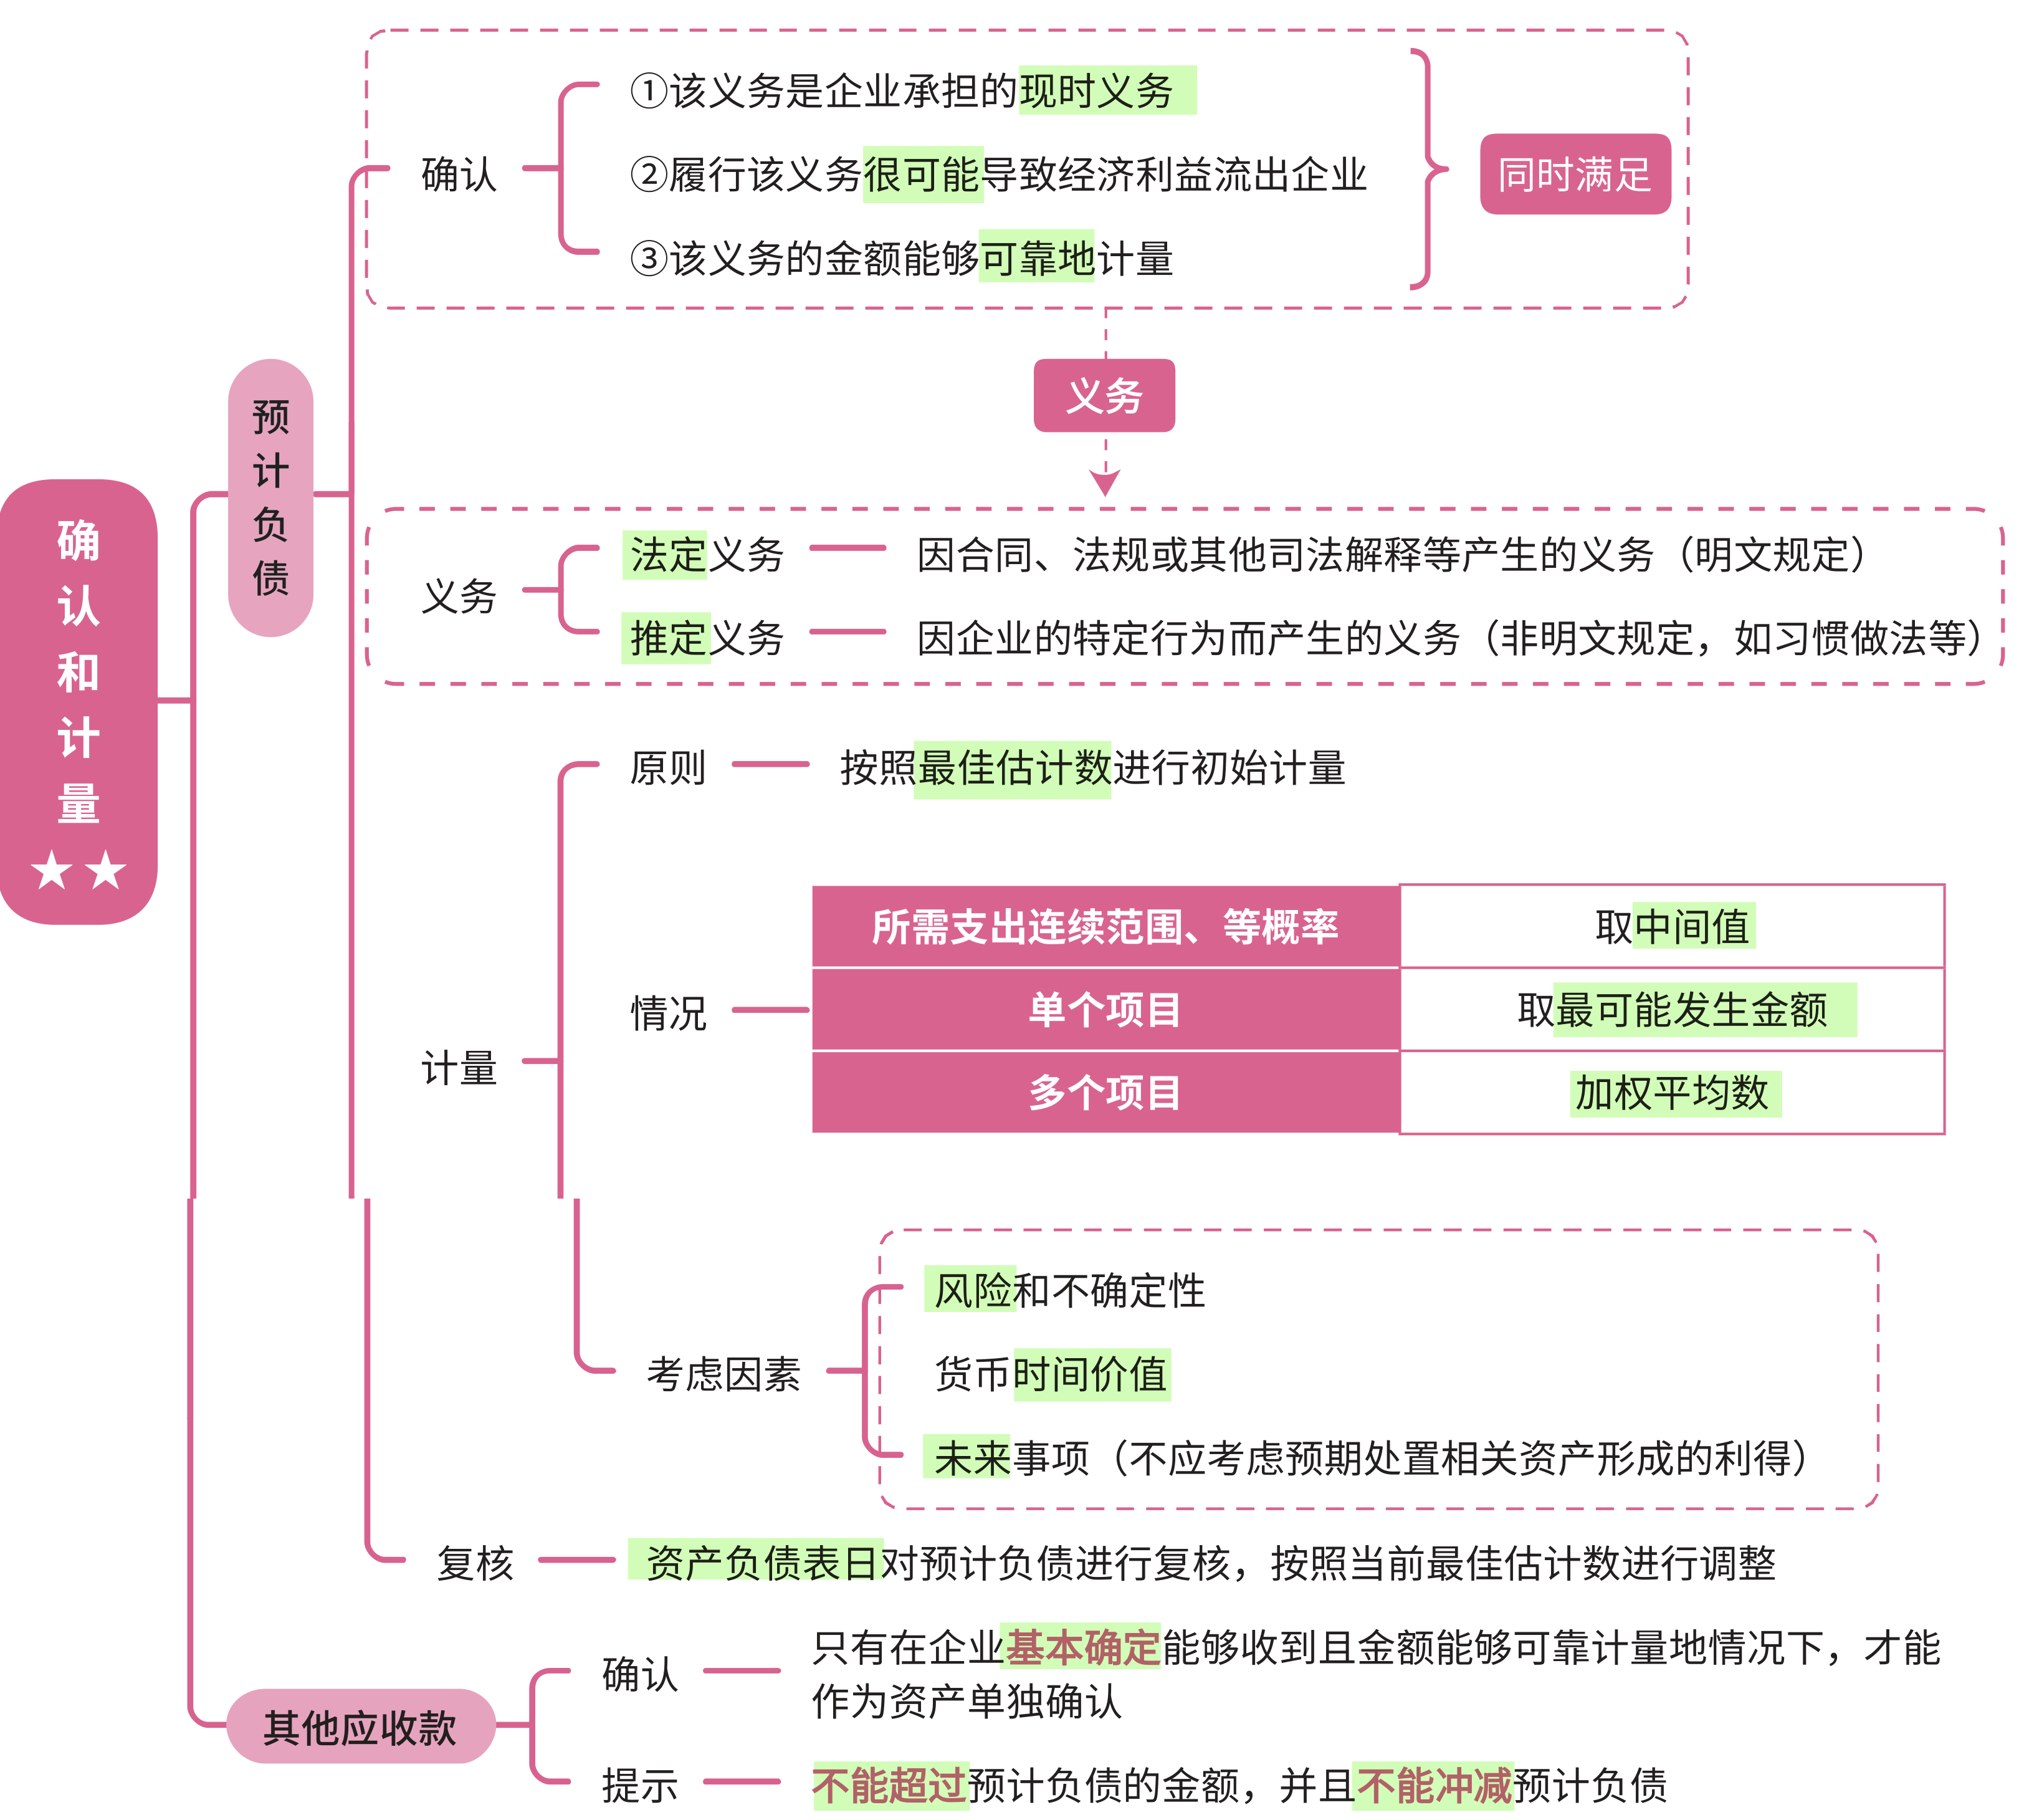 确认和计量
★★
预计负债
确认
①该义务是企业承担的现时义务
②履行该义务很可能导致经济利益流出企业
③该义务的金额能够可靠地计量
同时满足
义务
义务
法定义务
因合同、法规或其他司法解释等产生的义务（明文规定）
推定义务
因企业的特定行为而产生的义务（非明文规定，如习惯做法等）
计量
原则
按照最佳估计数进行初始计量
情况
所需支出连续范围、等概率
取中间值
单个项目
取最可能发生金额
多个项目
加权平均数
考虑因素
风险和不确定性
货币时间价值
未来事项（不应考虑预期处置相关资产形成的利得）
复核
资产负债表日对预计负债进行复核，按照当前最佳估计数进行调整
其他应收款
确认
只有在企业基本确定能够收到且金额能够可靠计量地情况下，才能
作为资产单独确认
提示
不能超过预计负债的金额，并且不能冲减预计负债